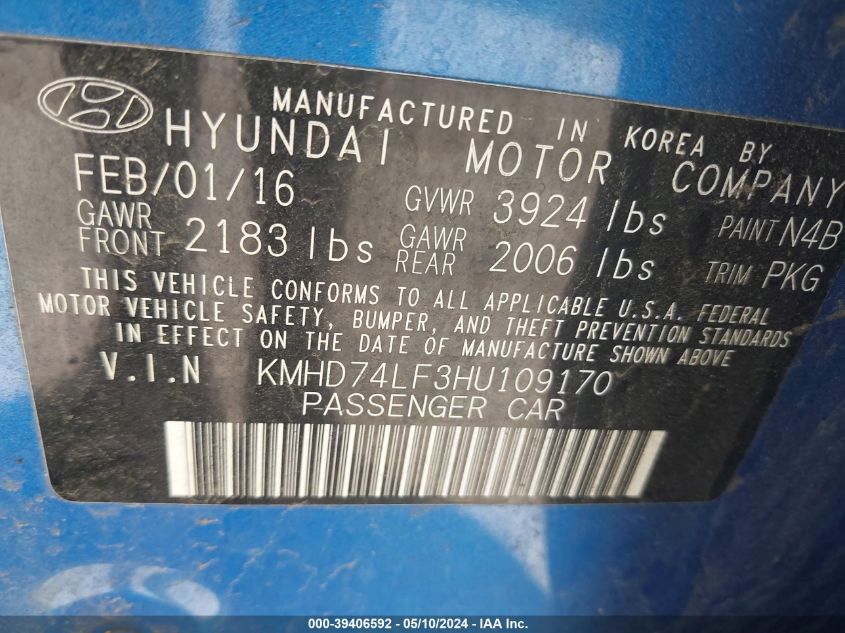 MANUFACTURED IN KOREA BY
HYUNDAI MOTOR COMPANY
FEB/01/16 GVWR 3924 lbs PAINT N4B
GAWR FRONT 2183 lbs GAWR REAR 2006 lbs TRIM PKG
THIS VEHICLE CONFORMS TO ALL APPLICABLE U.S.A. FEDERAL
MOTOR VEHICLE SAFETY, BUMPER, AND THEFT PREVENTION STANDARDS
IN EFFECT ON THE DATE OF MANUFACTURE SHOWN ABOVE
V.I.N KMHD74LF3HU109170
PASSENGER CAR
000-39406592 - 05/10/2024 - IAA Inc.